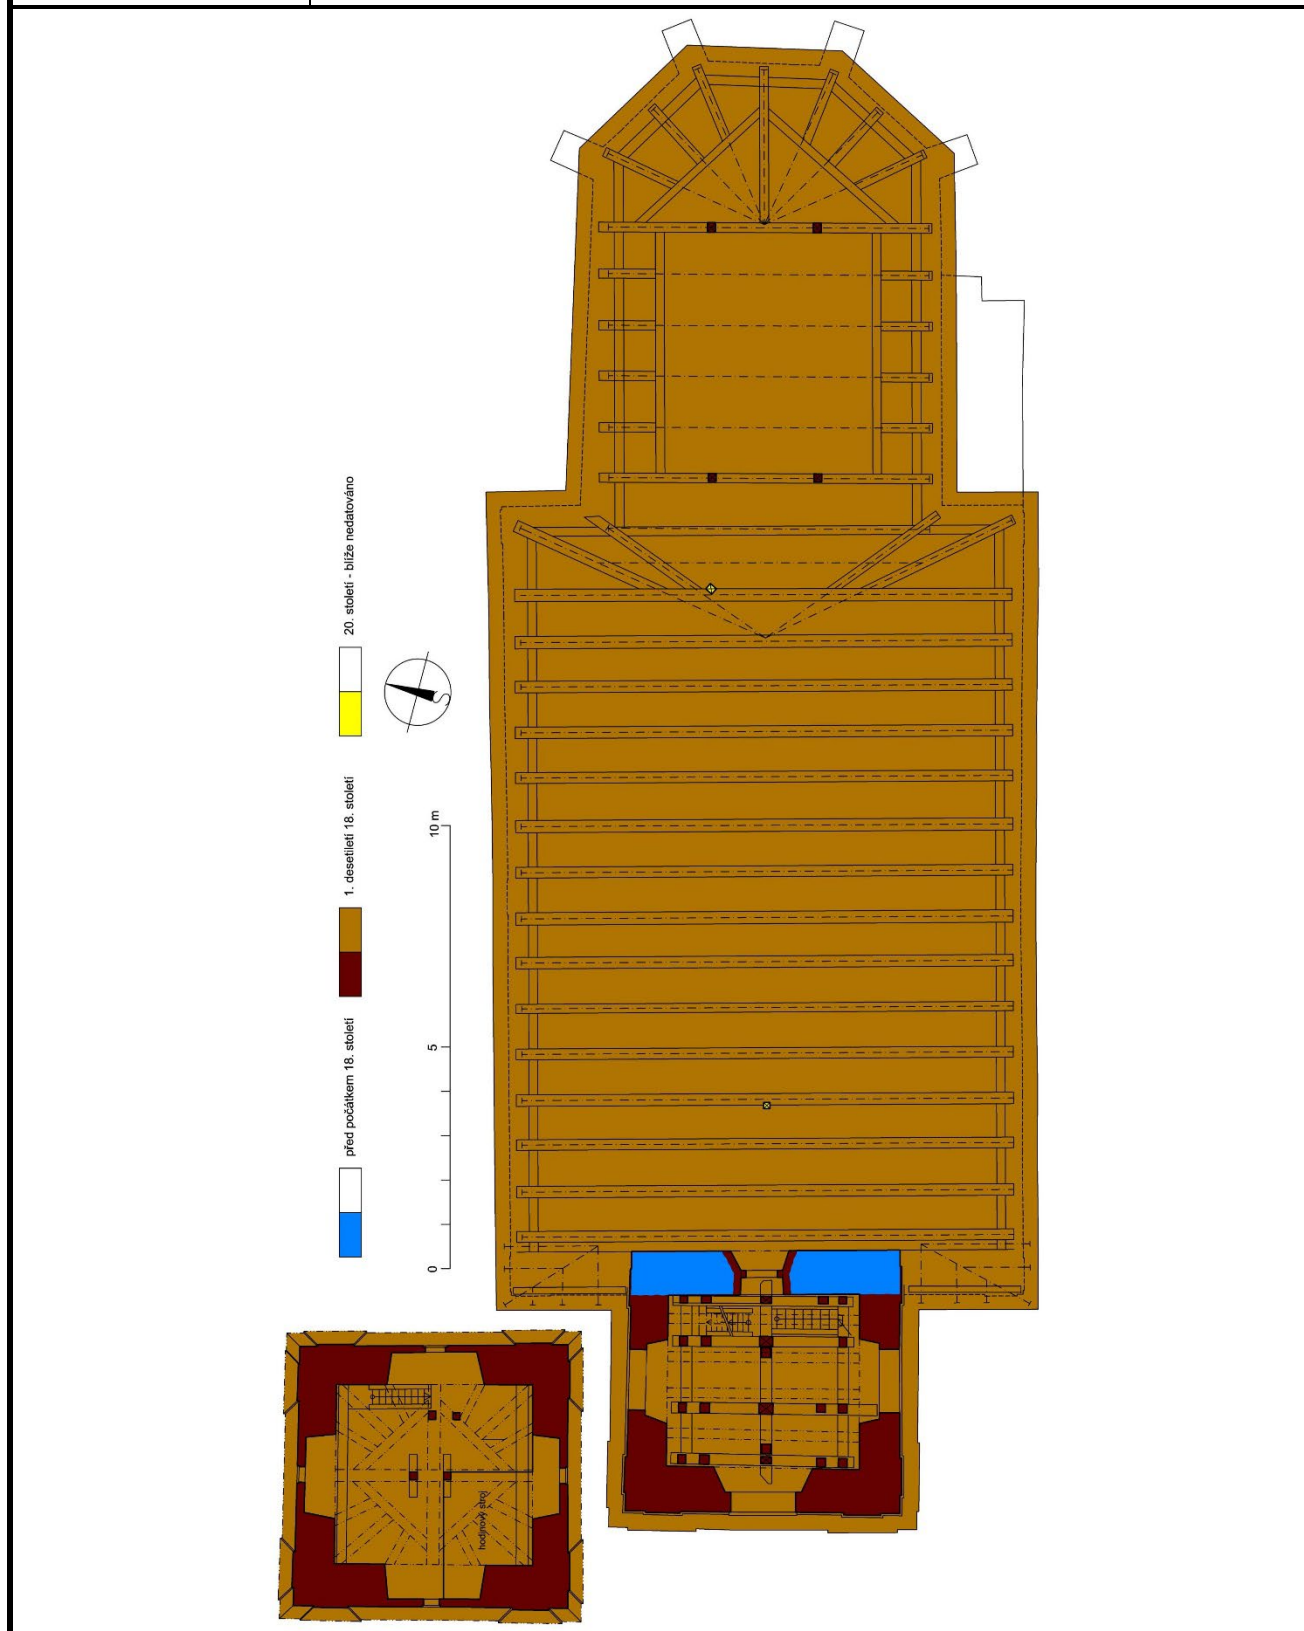 20. století - blíže nedatováno
1. desetiletí 18. století
před počátkem 18. století
10 m
5
0
S
hodinový stroj